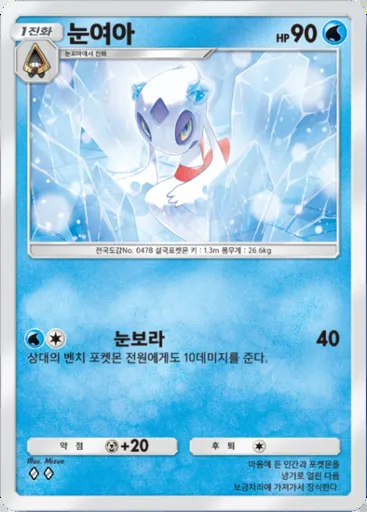 1진화 눈여아 HP 90
눈꼬마에서 진화
전국도감No. 0478 설국포켓몬 키 : 1.3m 몸무게 : 26.6kg
눈보라 40
상대의 벤치 포켓몬 전원에게도 10데미지를 준다.
약 점 +20 후 퇴
Illus. Mizue
마음에 든 인간과 포켓몬을
냉기로 얼린 다음
보금자리에 가져가서 장식한다.